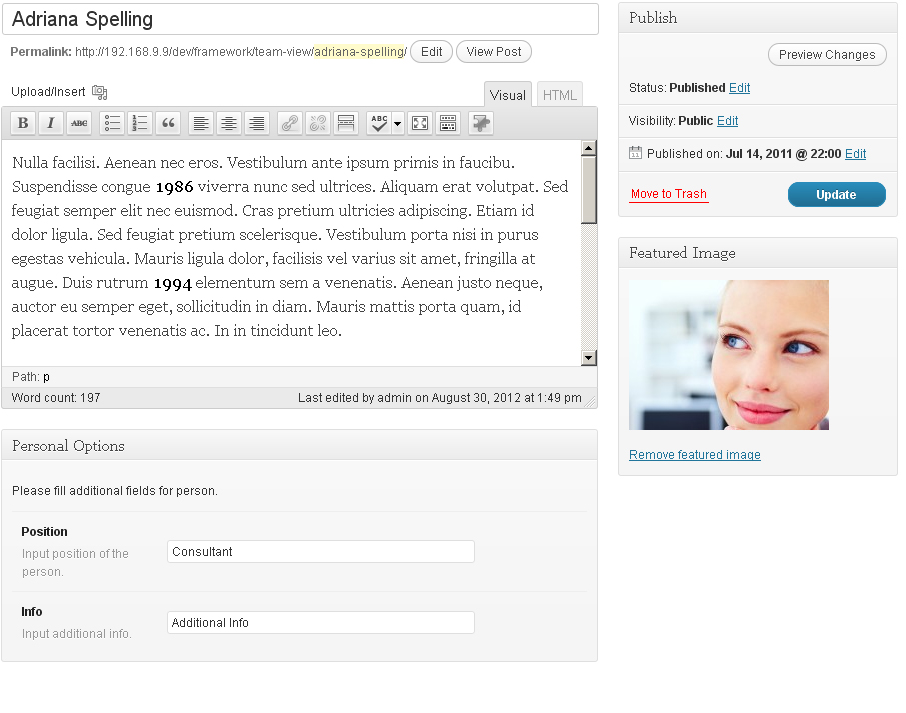 Adriana Spelling
Permalink: http://192.168.9.9/dev/framework/team-view/adriana-spelling/ Edit View Post
Upload/Insert
Visual HTML
B I ABC ABC
Nulla facilisi. Aenean nec eros. Vestibulum ante ipsum primis in faucibu.
Suspendisse congue 1986 viverra nunc sed ultrices. Aliquam erat volutpat. Sed
feugiat semper elit nec euismod. Cras pretium ultricies adipiscing. Etiam id
dolor ligula. Sed feugiat pretium scelerisque. Vestibulum porta nisi in purus
egestas vehicula. Mauris ligula dolor, facilisis vel varius sit amet, fringilla at
augue. Duis rutrum 1994 elementum sem a venenatis. Aenean justo neque,
auctor eu semper eget, sollicitudin in diam. Mauris mattis porta quam, id
placerat tortor venenatis ac. In in tincidunt leo.
Path: p
Word count: 197 Last edited by admin on August 30, 2012 at 1:49 pm
Personal Options
Please fill additional fields for person.
Position
Input position of the
person.
Consultant
Info
Input additional info.
Additional Info
Publish
Preview Changes
Status: Published Edit
Visibility: Public Edit
Published on: Jul 14, 2011 @ 22:00 Edit
Move to Trash Update
Featured Image
Remove featured image